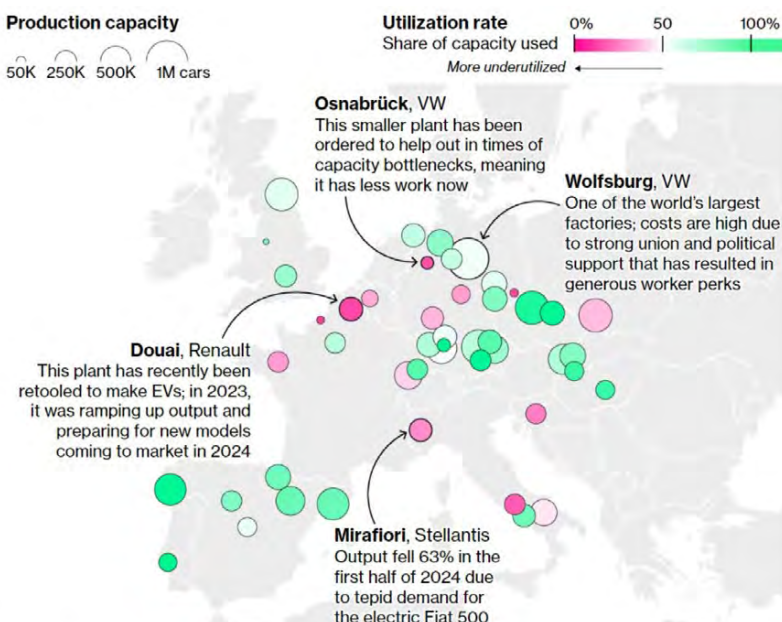 Production capacity
50K 250K 500K 1M cars
Utilization rate
0% 50 100%
Share of capacity used
More underutilized
Osnabrück, VW
This smaller plant has been
ordered to help out in times of
capacity bottlenecks, meaning
it has less work now
Wolfsburg, VW
One of the world's largest
factories; costs are high due
to strong union and political
support that has resulted in
generous worker perks
Douai, Renault
This plant has recently been
retooled to make EVs; in 2023,
it was ramping up output and
preparing for new models
coming to market in 2024
Mirafiori, Stellantis
Output fell 63% in the
first half of 2024 due
to tepid demand for
the electric Fiat 500